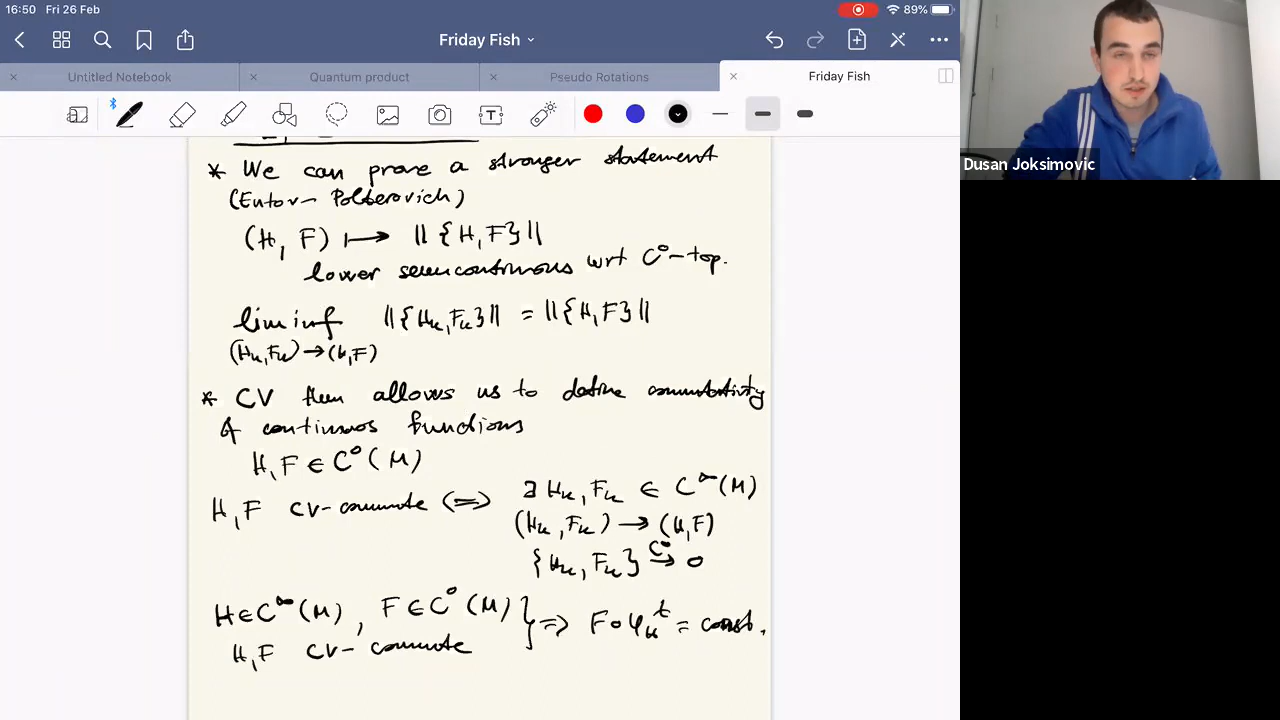 16:50 Fri 26 Feb
89%
Friday Fish
Untitled Notebook
Quantum product
Pseudo Rotations
Friday Fish
Dusan Joksimovic
* We can prove a stronger statement
(Entov - Polterovich)
(H, F) ↦ ||{H, F}||
lower semicontinuous wrt C⁰-top.
liminf ||{Hₖ, Fₖ}|| = ||{H, F}||
(Hₖ, Fₖ) → (H, F)
* CV thm allows us to define commutativity
of continuous functions
H, F ∈ C⁰(M)
H, F CV-commute ⟺ ∃ Hₖ, Fₖ ∈ C^∞(M)
(Hₖ, Fₖ) → (H, F)
{Hₖ, Fₖ} →^{C⁰} 0
H ∈ C^∞(M), F ∈ C⁰(M) } ⟹ F∘φ_H^t = const.
H, F CV-commute